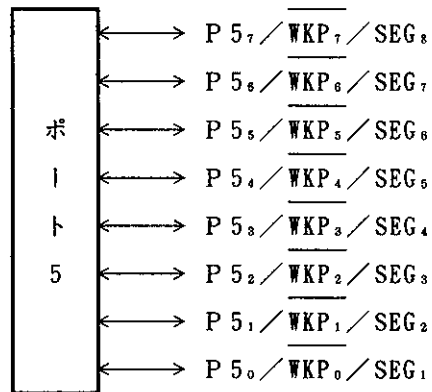 P5₇/WKP₇/SEG₈
P5₆/WKP₆/SEG₇
P5₅/WKP₅/SEG₆
P5₄/WKP₄/SEG₅
P5₃/WKP₃/SEG₄
P5₂/WKP₂/SEG₃
P5₁/WKP₁/SEG₂
P5₀/WKP₀/SEG₁
ポート5